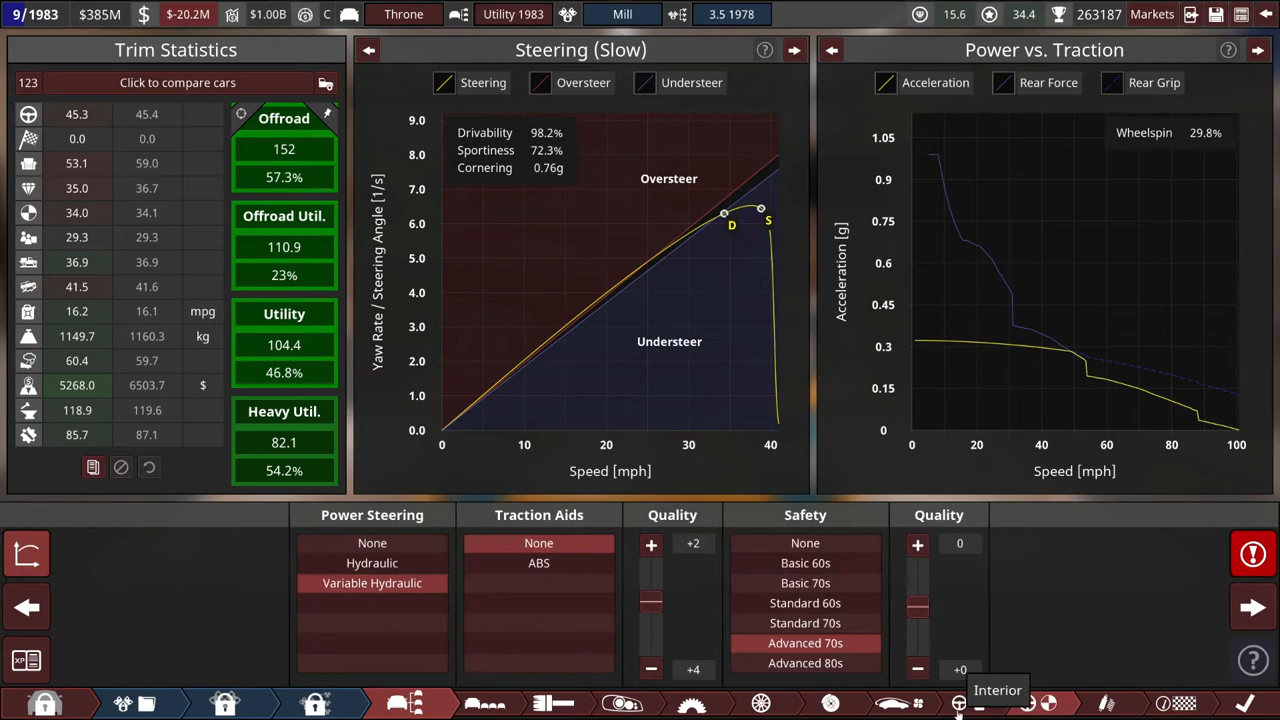 9/1983 $385M $ $-20.2M $1.00B C Throne Utility 1983 Mill 3.5 1978 15.6 34.4 263187 Markets
Trim Statistics
123 Click to compare cars
45.3 45.4
0.0 0.0
53.1 59.0
35.0 36.7
34.0 34.1
29.3 29.3
36.9 36.9
41.5 41.6
16.2 16.1 mpg
1149.7 1160.3 kg
60.4 59.7
5268.0 6503.7 $
118.9 119.6
85.7 87.1
Offroad
152
57.3%
Offroad Util.
110.9
23%
Utility
104.4
46.8%
Heavy Util.
82.1
54.2%
Steering (Slow) ?
Steering Oversteer Understeer
Drivability 98.2%
Sportiness 72.3%
Cornering 0.76g
Oversteer
D S
Understeer
Yaw Rate / Steering Angle [1/s]
9.0
8.0
7.0
6.0
5.0
4.0
3.0
2.0
1.0
0.0
0 10 20 30 41
Speed [mph]
Power vs. Traction ?
Acceleration Rear Force Rear Grip
Wheelspin 29.8%
Acceleration [g]
1.05
0.9
0.75
0.6
0.45
0.3
0.15
0
0 20 40 60 80 100
Speed [mph]
Power Steering
None
Hydraulic
Variable Hydraulic
Traction Aids
None
ABS
Quality
+ +2
− +4
Safety
None
Basic 60s
Basic 70s
Standard 60s
Standard 70s
Advanced 70s
Advanced 80s
Quality
+ 0
− +0
XP
!
?
Interior